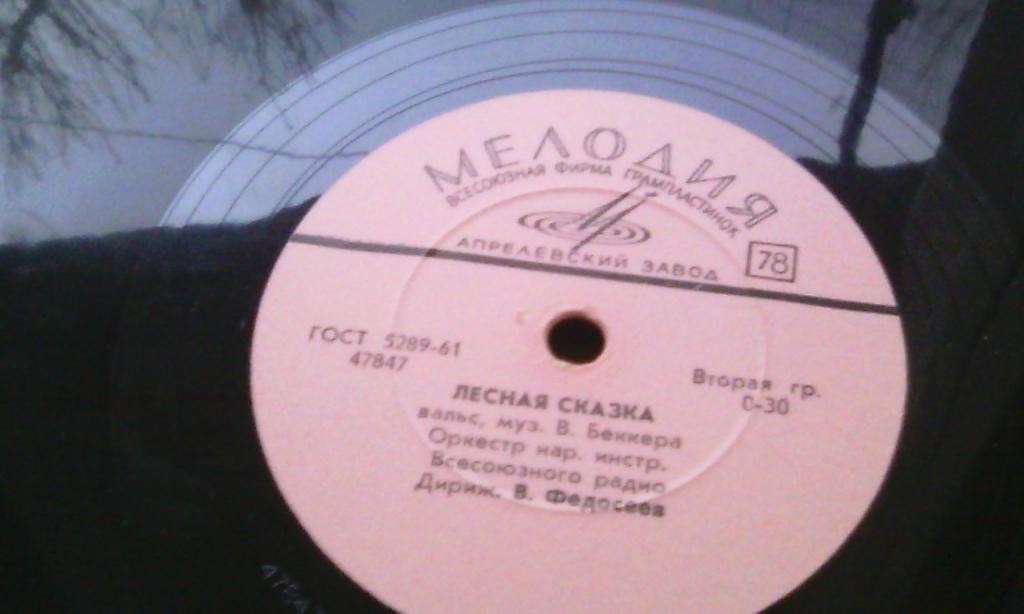 МЕЛОДИЯ
ВСЕСОЮЗНАЯ ФИРМА ГРАМПЛАСТИНОК
АПРЕЛЕВСКИЙ ЗАВОД
78
ГОСТ 5289-61
47847
Вторая гр.
0-30
ЛЕСНАЯ СКАЗКА
вальс, муз. В. Беккера
Оркестр нар. инстр.
Всесоюзного радио
Дириж. В. Федосеев